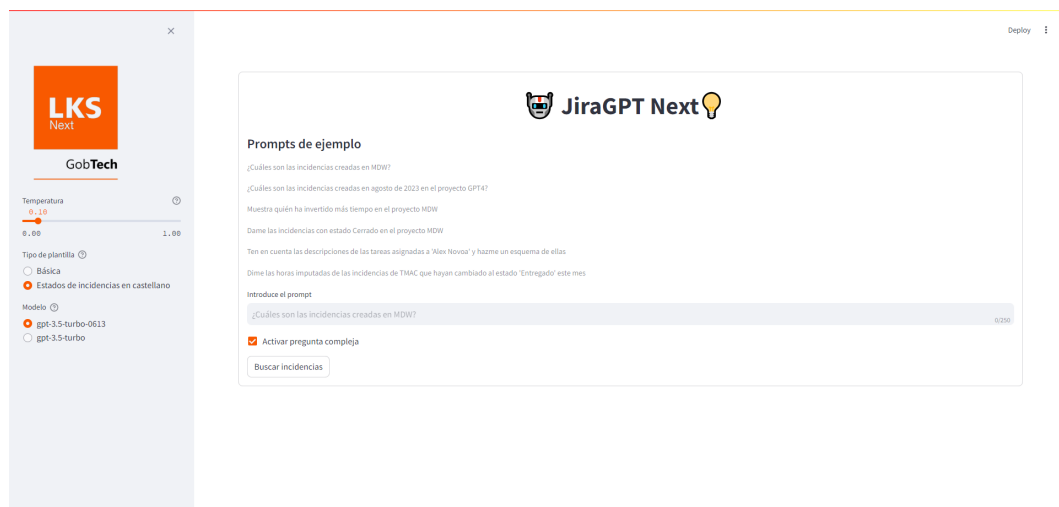 LKS
Next
GobTech
Temperatura
0.10
0.00 1.00
Tipo de plantilla
Básica
Estados de incidencias en castellano
Modelo
gpt-3.5-turbo-0613
gpt-3.5-turbo
Deploy
JiraGPT Next
Prompts de ejemplo
¿Cuáles son las incidencias creadas en MDW?
¿Cuáles son las incidencias creadas en agosto de 2023 en el proyecto GPT4?
Muestra quién ha invertido más tiempo en el proyecto MDW
Dame las incidencias con estado Cerrado en el proyecto MDW
Ten en cuenta las descripciones de las tareas asignadas a 'Alex Novoa' y hazme un esquema de ellas
Dime las horas imputadas de las incidencias de TMAC que hayan cambiado al estado 'Entregado' este mes
Introduce el prompt
¿Cuáles son las incidencias creadas en MDW?
0/250
Activar pregunta compleja
Buscar incidencias